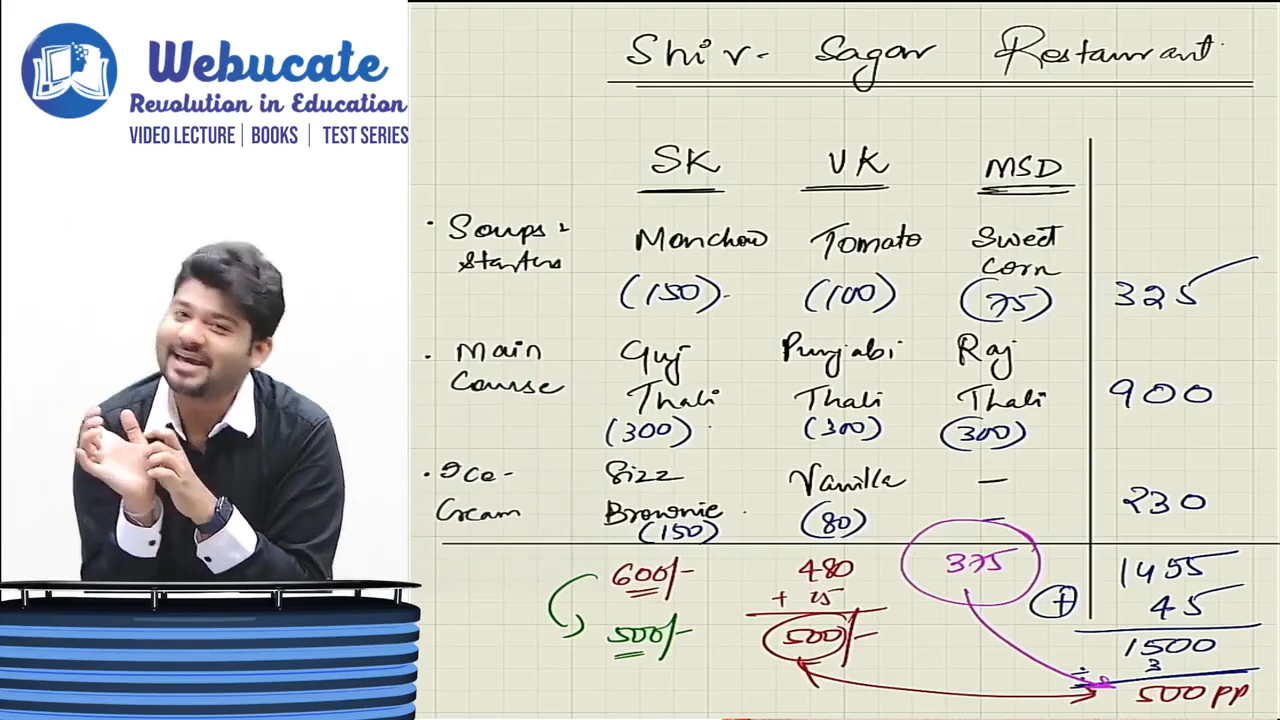 Webucate
Revolution in Education
VIDEO LECTURE | BOOKS | TEST SERIES
Shiv-Sagar Restaurant
SK VK MSD
• Soups & Starters Manchow Tomato Sweet corn
(150) (100) (75) 325
• Main Course Guj Thali Punjabi Thali Raj Thali
(300) (300) (300) 900
• Ice-Cream Sizz Brownie Vanilla –
(150) (80) – 230
600/- 480 375 1455
+ 15 + 45
500/- 500/- 1500
÷ 3
500 PP